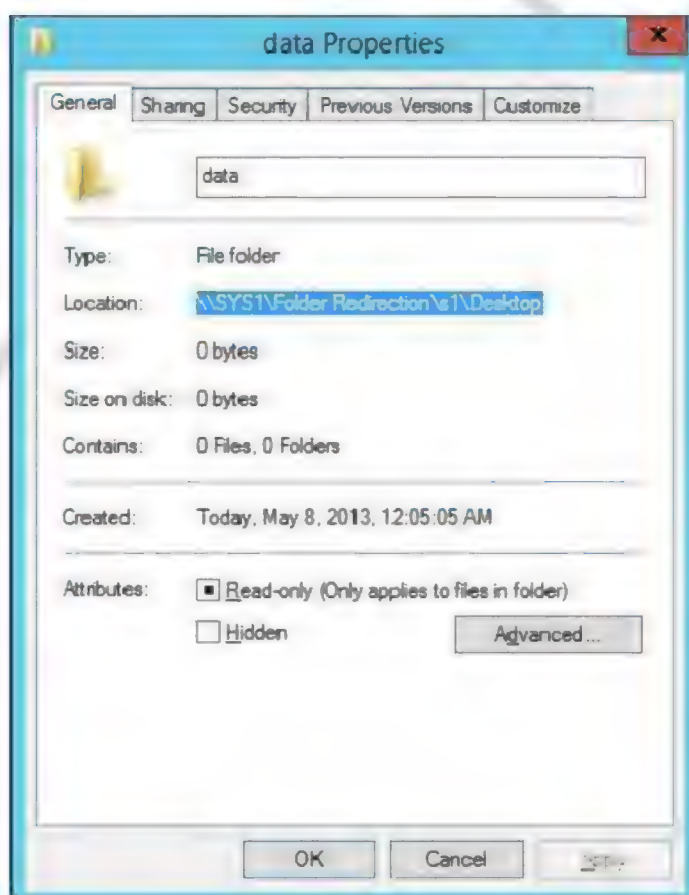 data Properties
x
General Sharing Security Previous Versions Customize
data
Type: File folder
Location: \\SYS1\Folder Redirection\s1\Desktop
Size: 0 bytes
Size on disk: 0 bytes
Contains: 0 Files, 0 Folders
Created: Today, May 8, 2013, 12:05:05 AM
Attributes: Read-only (Only applies to files in folder)
Hidden Advanced...
OK Cancel